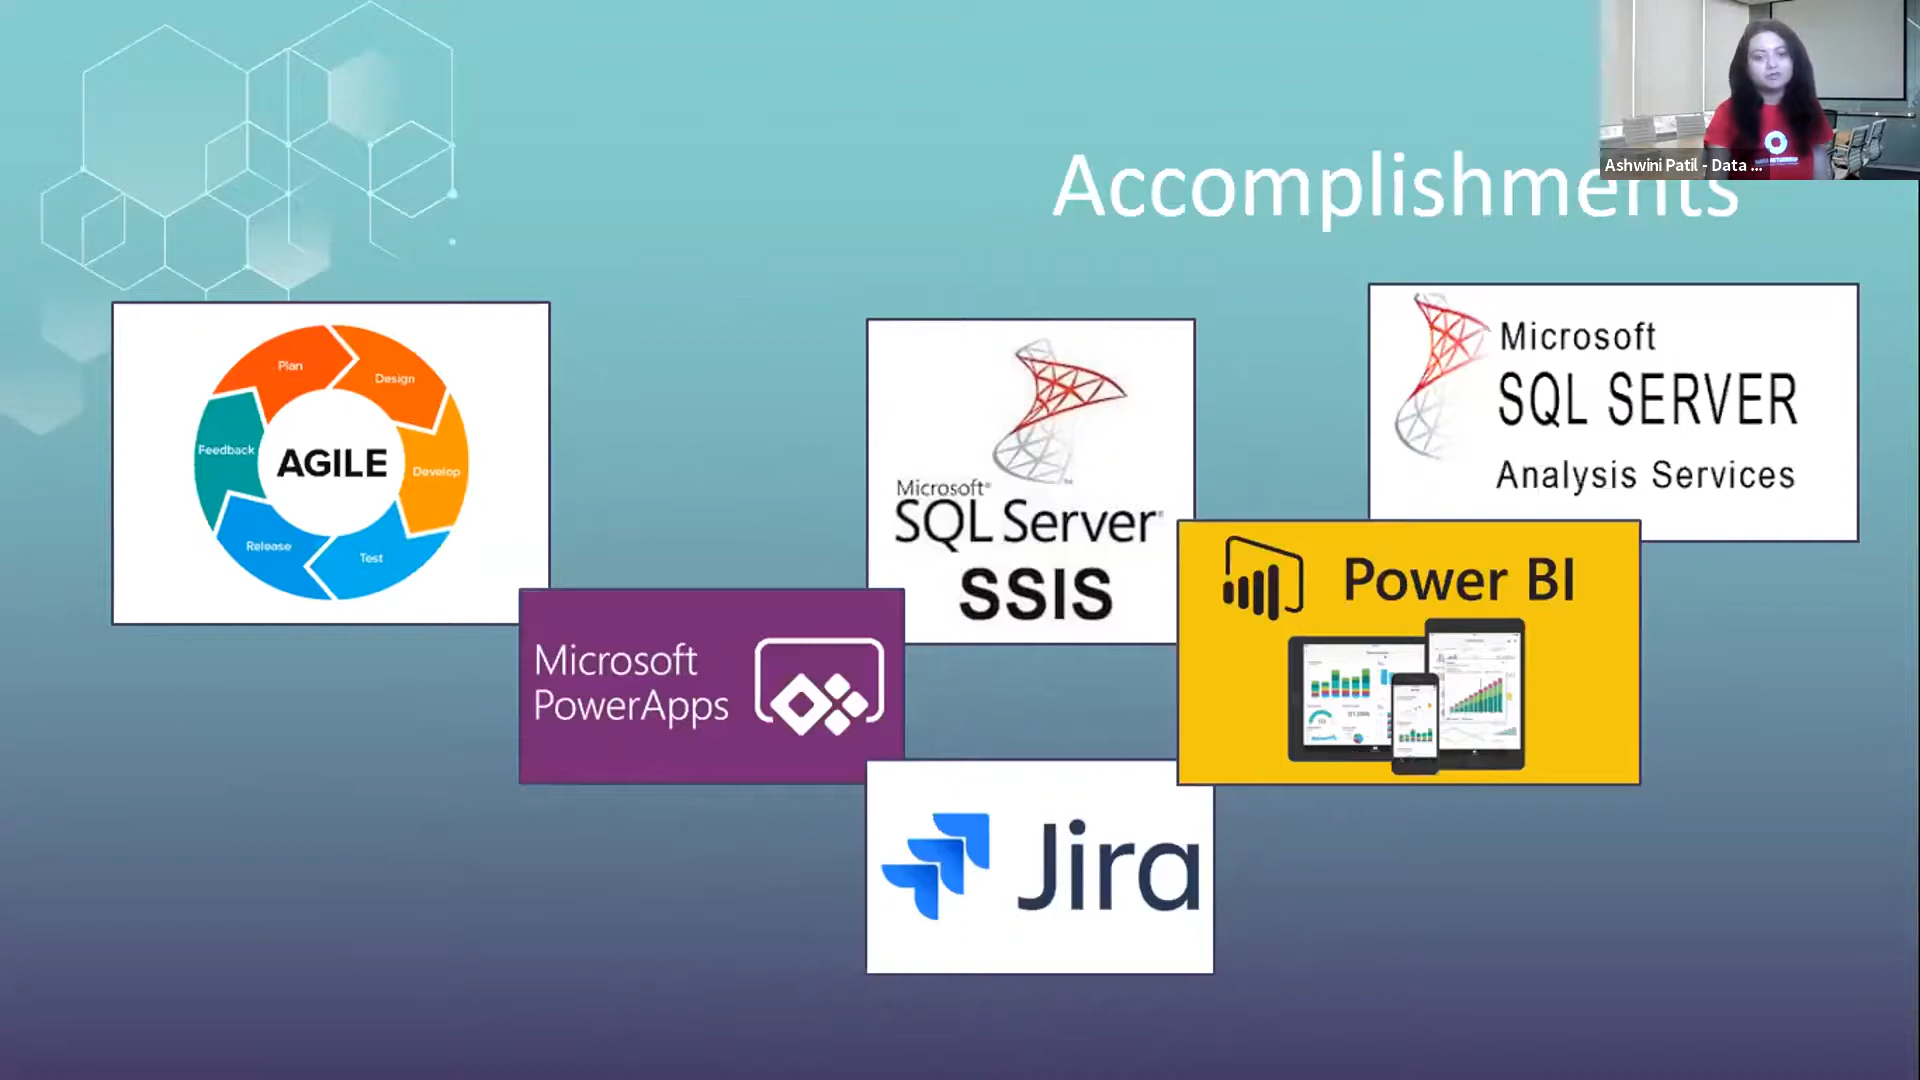 Ashwini Patil - Data ...
Accomplishments
Plan
Design
Feedback
AGILE
Develop
Release
Test
Microsoft
PowerApps
Microsoft®
SQL Server®
SSIS
Microsoft
SQL SERVER
Analysis Services
Power BI
Jira